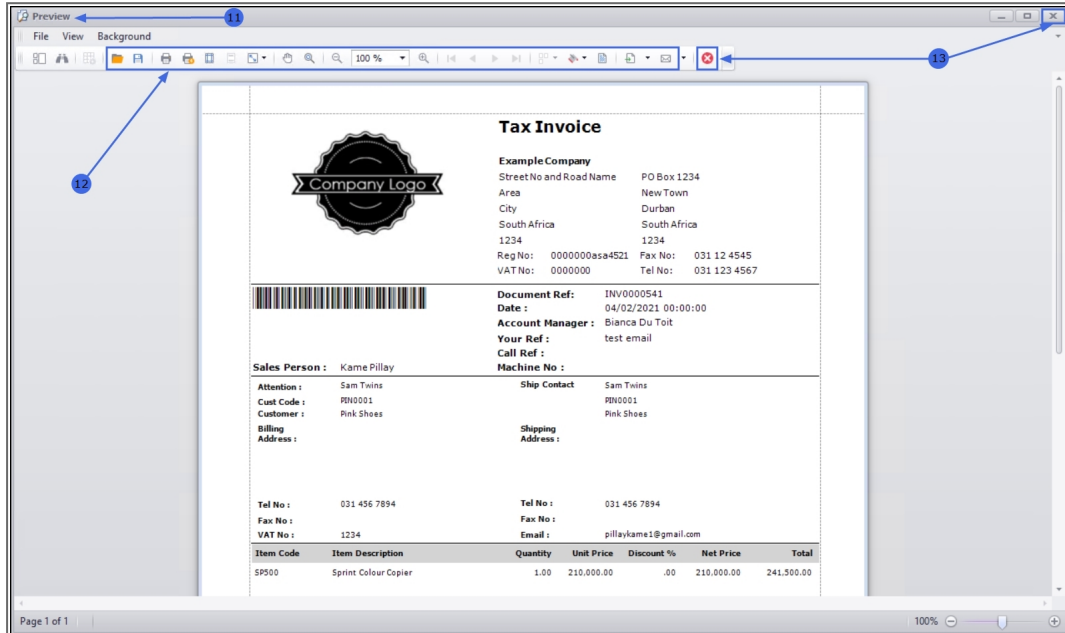 Preview
11
File View Background
100 %
13
12
Company Logo
Tax Invoice
Example Company
Street No and Road Name PO Box 1234
Area New Town
City Durban
South Africa South Africa
1234 1234
Reg No: 0000000asa4521 Fax No: 031 12 4545
VAT No: 0000000 Tel No: 031 123 4567
Document Ref: INV0000541
Date : 04/02/2021 00:00:00
Account Manager : Bianca Du Toit
Your Ref : test email
Call Ref :
Sales Person : Kame Pillay Machine No :
Attention : Sam Twins Ship Contact Sam Twins
Cust Code : PIN0001 PIN0001
Customer : Pink Shoes Pink Shoes
Billing Address : Shipping Address :
Tel No : 031 456 7894 Tel No : 031 456 7894
Fax No : Fax No :
VAT No : 1234 Email : pillaykame1@gmail.com
Item Code Item Description Quantity Unit Price Discount % Net Price Total
SP500 Sprint Colour Copier 1.00 210,000.00 .00 210,000.00 241,500.00
Page 1 of 1 100%